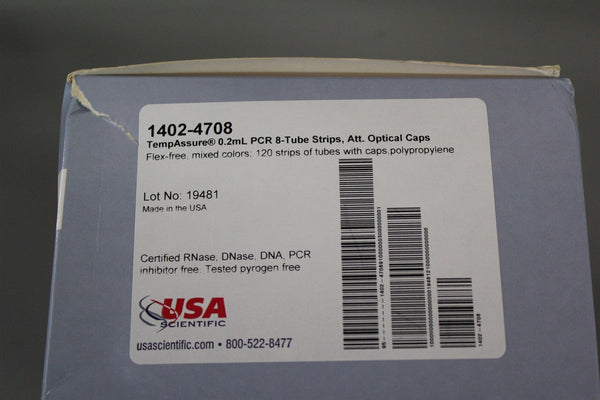 1402-4708
TempAssure® 0.2mL PCR 8-Tube Strips, Att. Optical Caps
Flex-free, mixed colors; 120 strips of tubes with caps,polypropylene
Lot No: 19481
Made in the USA
Certified RNase, DNase, DNA, PCR
inhibitor free. Tested pyrogen free
USA
SCIENTIFIC
usascientific.com • 800-522-8477
1402-4708